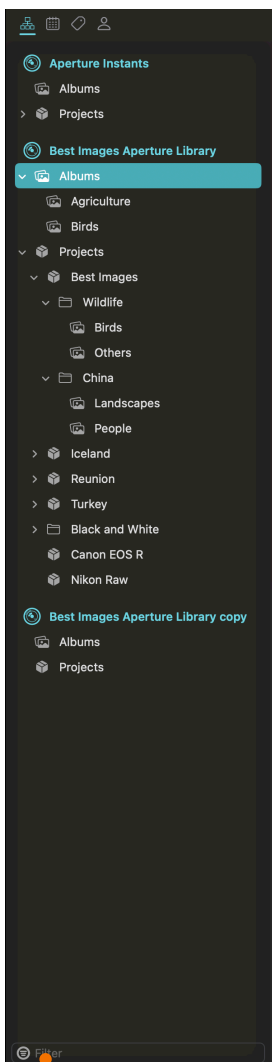 Aperture Instants
Albums
Projects
Best Images Aperture Library
Albums
Agriculture
Birds
Projects
Best Images
Wildlife
Birds
Others
China
Landscapes
People
Iceland
Reunion
Turkey
Black and White
Canon EOS R
Nikon Raw
Best Images Aperture Library copy
Albums
Projects
Filter